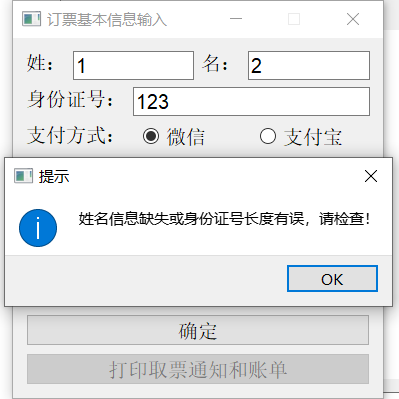 订票基本信息输入
姓： 1 名： 2
身份证号： 123
支付方式： 微信 支付宝
提示
姓名信息缺失或身份证号长度有误，请检查！
OK
确定
打印取票通知和账单